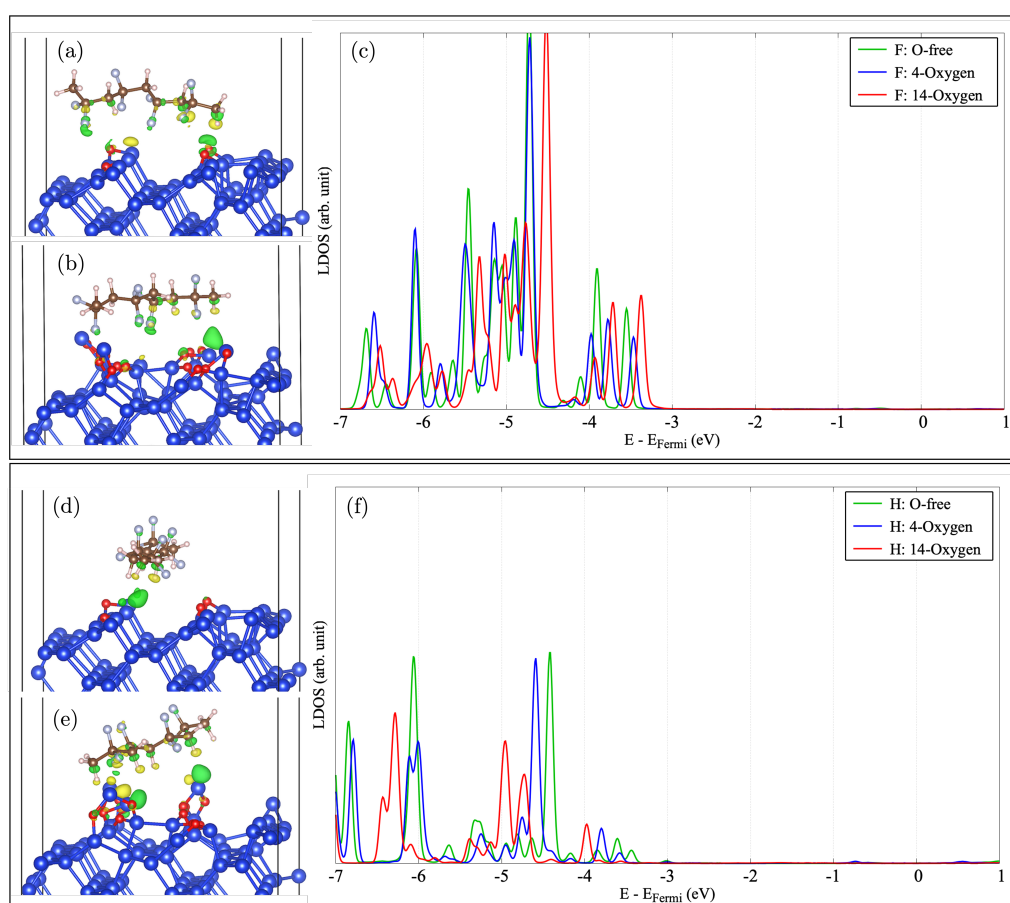 (a)
(b)
(c)
F: O-free
F: 4-Oxygen
F: 14-Oxygen
LDOS (arb. unit)
-7 -6 -5 -4 -3 -2 -1 0 1
E - E_Fermi (eV)
(d)
(e)
(f)
H: O-free
H: 4-Oxygen
H: 14-Oxygen
LDOS (arb. unit)
-7 -6 -5 -4 -3 -2 -1 0 1
E - E_Fermi (eV)